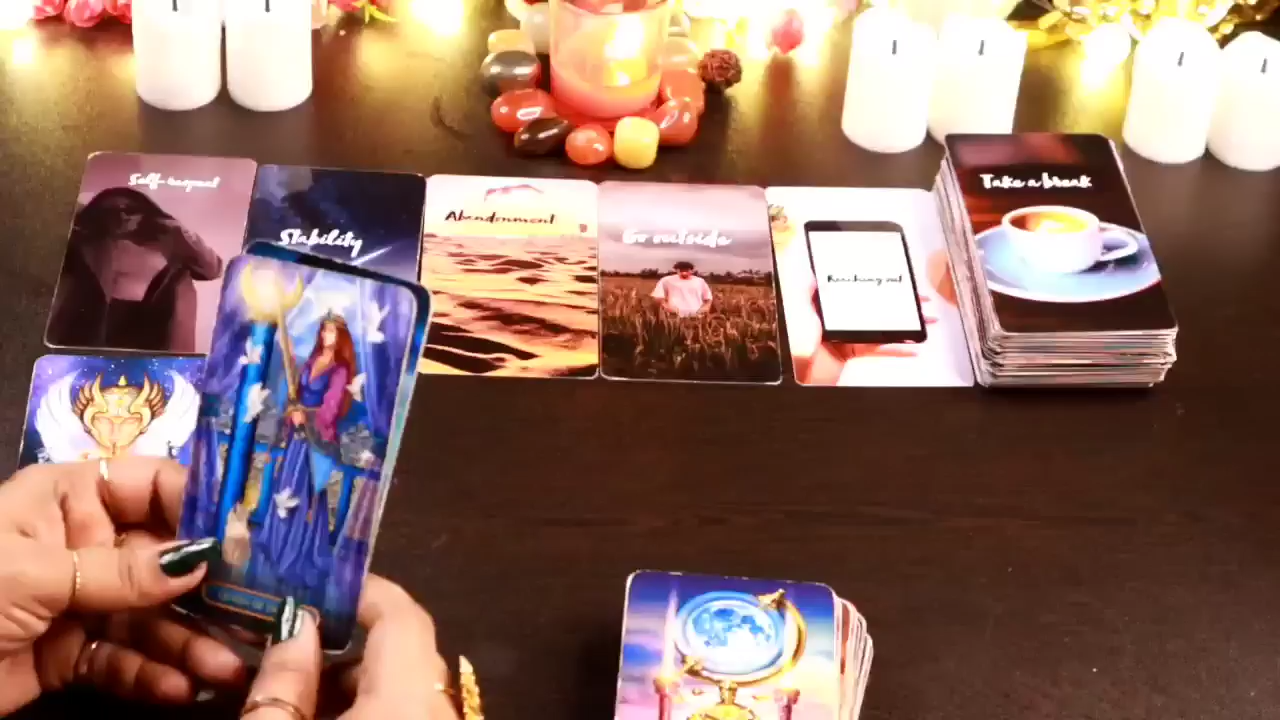 Self-respect
Stability
Abandonment
Go outside
Reaching out
Take a break